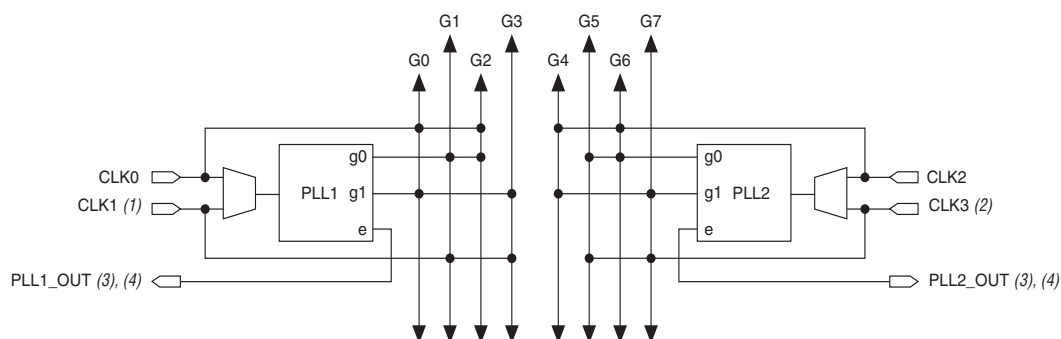 G1 G3 G5 G7
G0 G2 G4 G6
g0 g0
CLK0 CLK2
PLL1 g1 g1 PLL2
CLK1 (1) CLK3 (2)
e e
PLL1_OUT (3), (4) PLL2_OUT (3), (4)